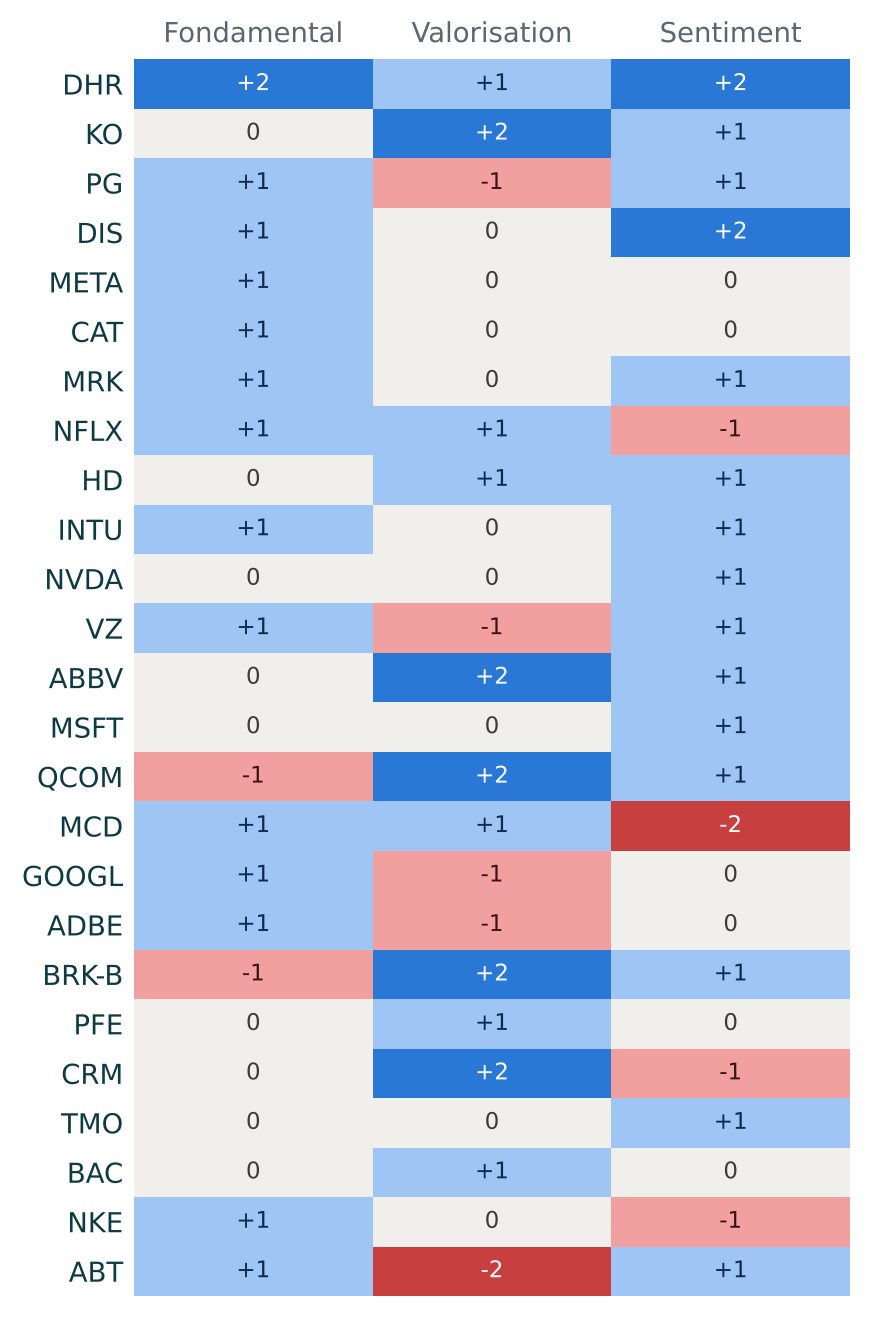 Fondamental Valorisation Sentiment
DHR +2 +1 +2
KO 0 +2 +1
PG +1 -1 +1
DIS +1 0 +2
META +1 0 0
CAT +1 0 0
MRK +1 0 +1
NFLX +1 +1 -1
HD 0 +1 +1
INTU +1 0 +1
NVDA 0 0 +1
VZ +1 -1 +1
ABBV 0 +2 +1
MSFT 0 0 +1
QCOM -1 +2 +1
MCD +1 +1 -2
GOOGL +1 -1 0
ADBE +1 -1 0
BRK-B -1 +2 +1
PFE 0 +1 0
CRM 0 +2 -1
TMO 0 0 +1
BAC 0 +1 0
NKE +1 0 -1
ABT +1 -2 +1